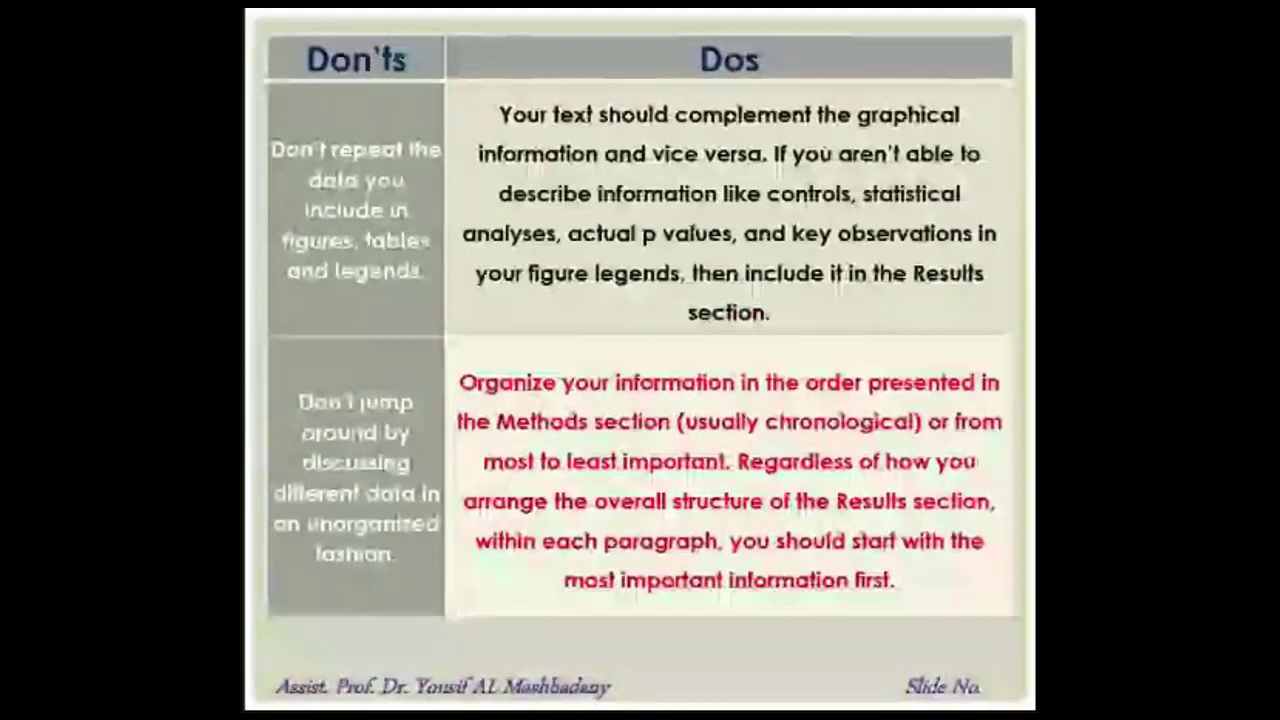 Don'ts
Dos
Don't repeat the
data you
include in
figures, tables
and legends.
Your text should complement the graphical
information and vice versa. If you aren't able to
describe information like controls, statistical
analyses, actual p values, and key observations in
your figure legends, then include it in the Results
section.
Don't jump
around by
discussing
different data in
an unorganized
fashion.
Organize your information in the order presented in
the Methods section (usually chronological) or from
most to least important. Regardless of how you
arrange the overall structure of the Results section,
within each paragraph, you should start with the
most important information first.
Assist. Prof. Dr. Yousif AL Mashhadany
Slide No.